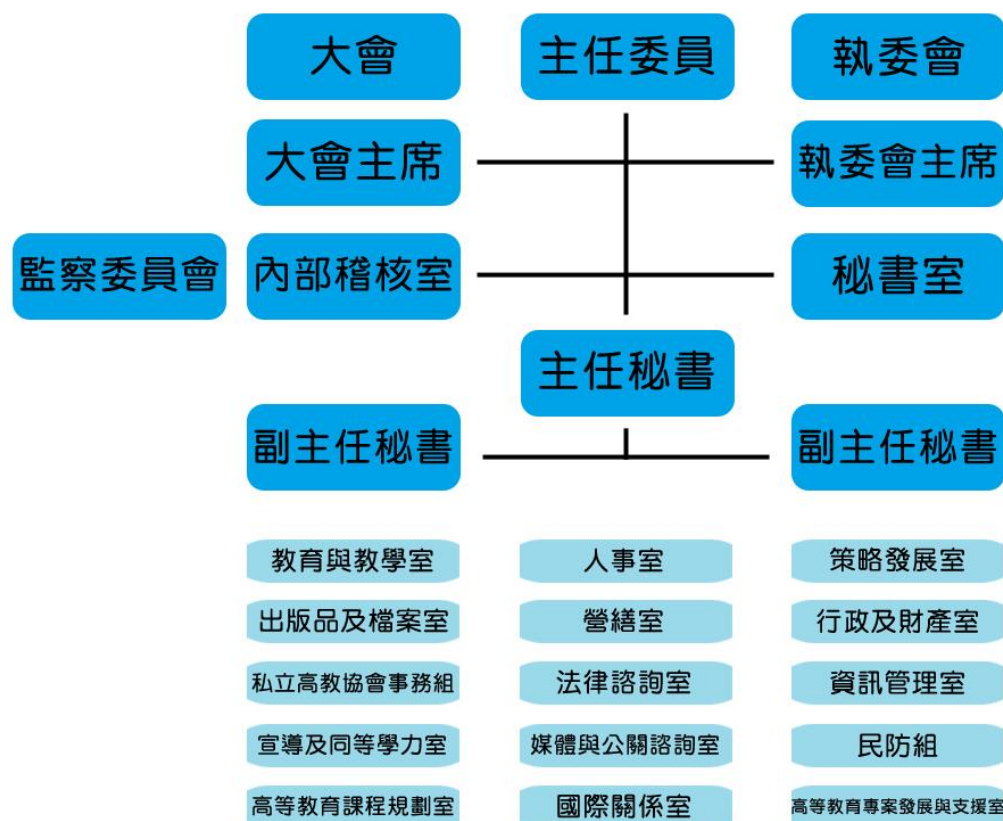 大會
主任委員
執委會
大會主席
執委會主席
監察委員會
內部稽核室
秘書室
主任秘書
副主任秘書
副主任秘書
教育與教學室
人事室
策略發展室
出版品及檔案室
營繕室
行政及財產室
私立高教協會事務組
法律諮詢室
資訊管理室
宣導及同等學力室
媒體與公關諮詢室
民防組
高等教育課程規劃室
國際關係室
高等教育專案發展與支援室